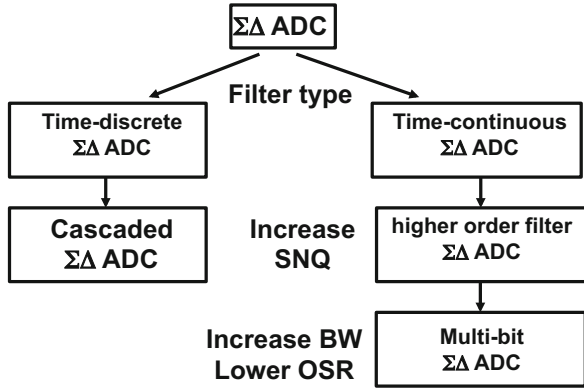 ΣΔ ADC
Filter type
Time-discrete
ΣΔ ADC
Time-continuous
ΣΔ ADC
Cascaded
ΣΔ ADC
Increase
SNQ
higher order filter
ΣΔ ADC
Increase BW
Lower OSR
Multi-bit
ΣΔ ADC